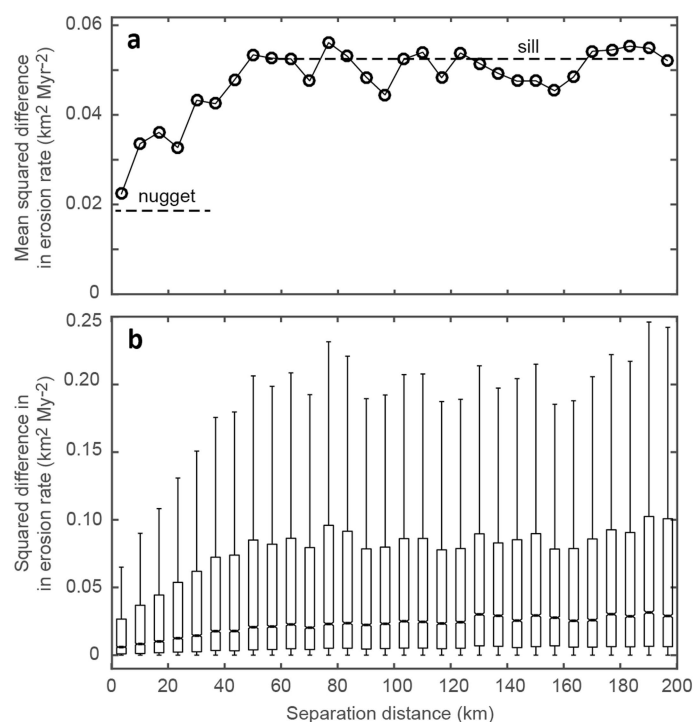 a
0.06
0.04
0.02
0
Mean squared difference
in erosion rate (km2 Myr–2)
sill
nugget
b
0.25
0.20
0.15
0.10
0.05
0
Squared difference in
in erosion rate (km2 My–2)
0 20 40 60 80 100 120 140 160 180 200
Separation distance (km)